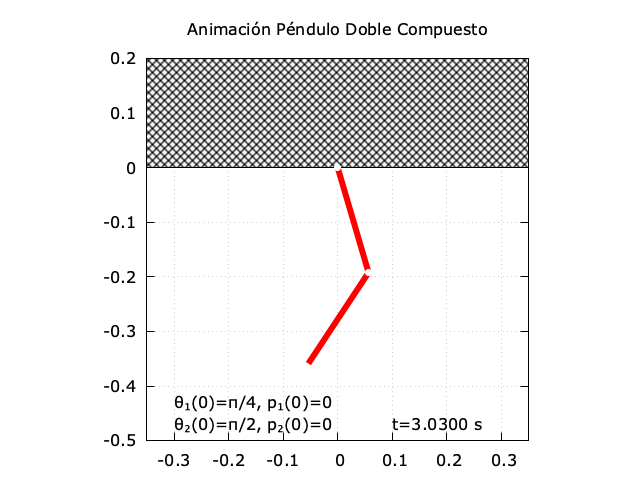 Animación Péndulo Doble Compuesto
0.2
0.1
0
-0.1
-0.2
-0.3
-0.4
-0.5
θ₁(0)=π/4, p₁(0)=0
θ₂(0)=π/2, p₂(0)=0
t=3.0300 s
-0.3 -0.2 -0.1 0 0.1 0.2 0.3